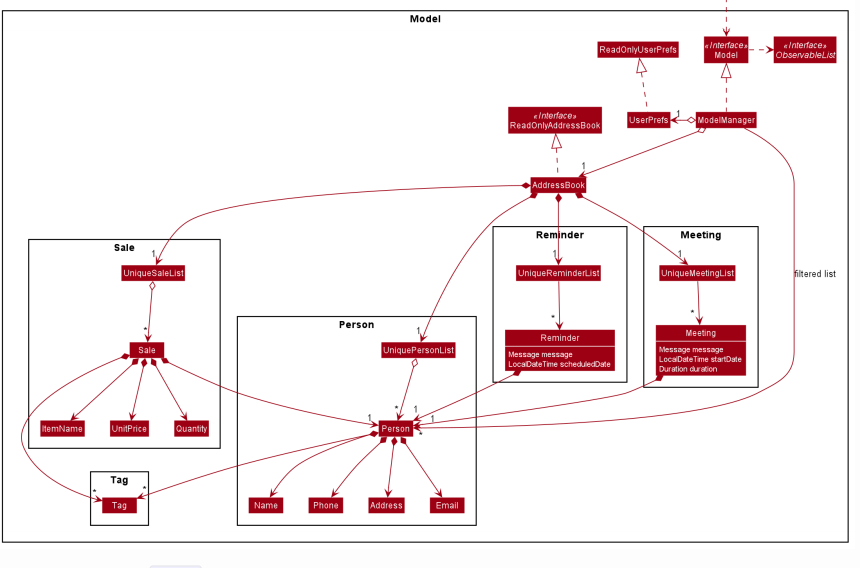 Model
ReadOnlyUserPrefs
«Interface»
Model
«Interface»
ObservableList
«Interface»
ReadOnlyAddressBook
UserPrefs
1
ModelManager
1
AddressBook
Sale
1
UniqueSaleList
*
Sale
ItemName
UnitPrice
Quantity
Reminder
1
UniqueReminderList
*
Reminder
Message message
LocalDateTime scheduledDate
Meeting
1
UniqueMeetingList
*
Meeting
Message message
LocalDateTime startDate
Duration duration
filtered list
Person
1
UniquePersonList
*
1
1
1
*
Person
Name
Phone
Address
Email
Tag
*
*
Tag